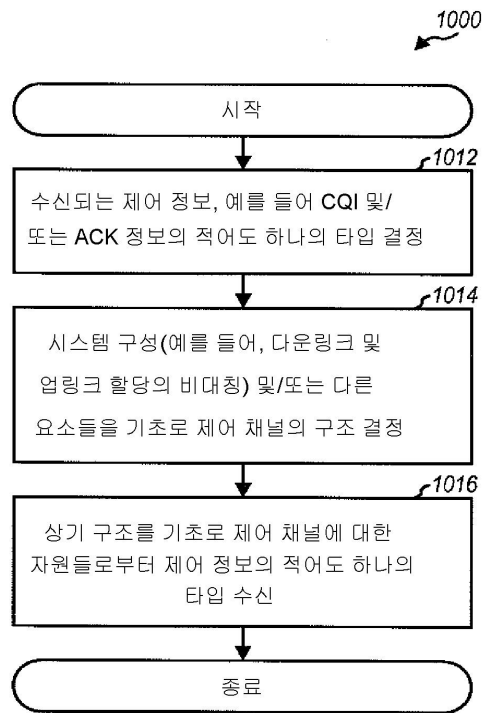 1000
시작
1012
수신되는 제어 정보, 예를 들어 CQI 및/
또는 ACK 정보의 적어도 하나의 타입 결정
1014
시스템 구성(예를 들어, 다운링크 및
업링크 할당의 비대칭) 및/또는 다른
요소들을 기초로 제어 채널의 구조 결정
1016
상기 구조를 기초로 제어 채널에 대한
자원들로부터 제어 정보의 적어도 하나의
타입 수신
종료